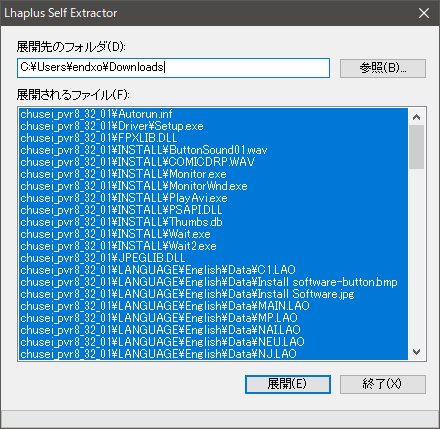 Lhaplus Self Extractor
展開先のフォルダ(D):
C:¥Users¥endxo¥Downloads
参照(B)...
展開されるファイル(F):
chusei_pvr8_32_01¥Autorun.inf
chusei_pvr8_32_01¥Driver¥Setup.exe
chusei_pvr8_32_01¥FPXLIB.DLL
chusei_pvr8_32_01¥INSTALL¥ButtonSound01.wav
chusei_pvr8_32_01¥INSTALL¥COMICDRP.WAV
chusei_pvr8_32_01¥INSTALL¥Monitor.exe
chusei_pvr8_32_01¥INSTALL¥MonitorWnd.exe
chusei_pvr8_32_01¥INSTALL¥PlayAvi.exe
chusei_pvr8_32_01¥INSTALL¥PSAPI.DLL
chusei_pvr8_32_01¥INSTALL¥Thumbs.db
chusei_pvr8_32_01¥INSTALL¥Wait.exe
chusei_pvr8_32_01¥INSTALL¥Wait2.exe
chusei_pvr8_32_01¥JPEGLIB.DLL
chusei_pvr8_32_01¥LANGUAGE¥English¥Data¥C1.LAO
chusei_pvr8_32_01¥LANGUAGE¥English¥Data¥Install software-button.bmp
chusei_pvr8_32_01¥LANGUAGE¥English¥Data¥Install Software.jpg
chusei_pvr8_32_01¥LANGUAGE¥English¥Data¥MAIN.LAO
chusei_pvr8_32_01¥LANGUAGE¥English¥Data¥MP.LAO
chusei_pvr8_32_01¥LANGUAGE¥English¥Data¥NAI.LAO
chusei_pvr8_32_01¥LANGUAGE¥English¥Data¥NEU.LAO
chusei_pvr8_32_01¥LANGUAGE¥English¥Data¥NJ.LAO
展開(E)
終了(X)